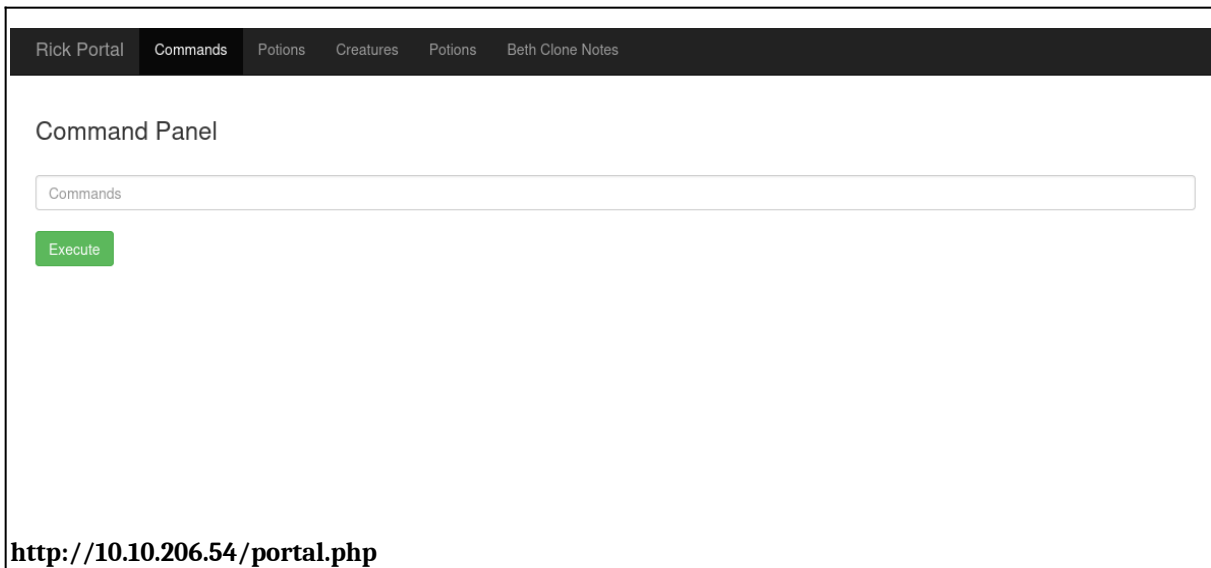 Rick Portal Commands Potions Creatures Potions Beth Clone Notes
Command Panel
Commands
Execute
http://10.10.206.54/portal.php